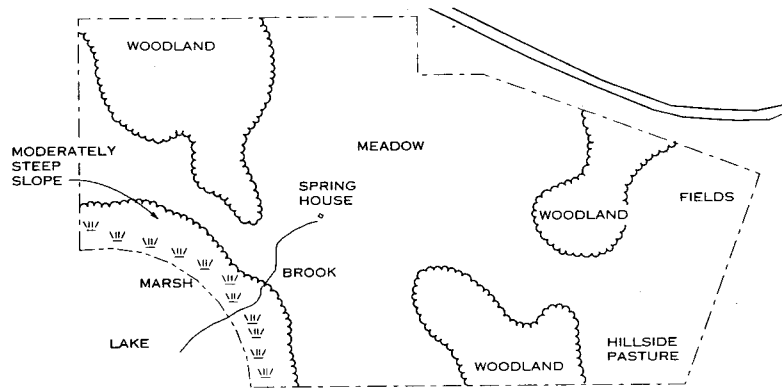 WOODLAND
MEADOW
MODERATELY
STEEP
SLOPE
SPRING
HOUSE
FIELDS
WOODLAND
BROOK
MARSH
LAKE
HILLSIDE
PASTURE
WOODLAND